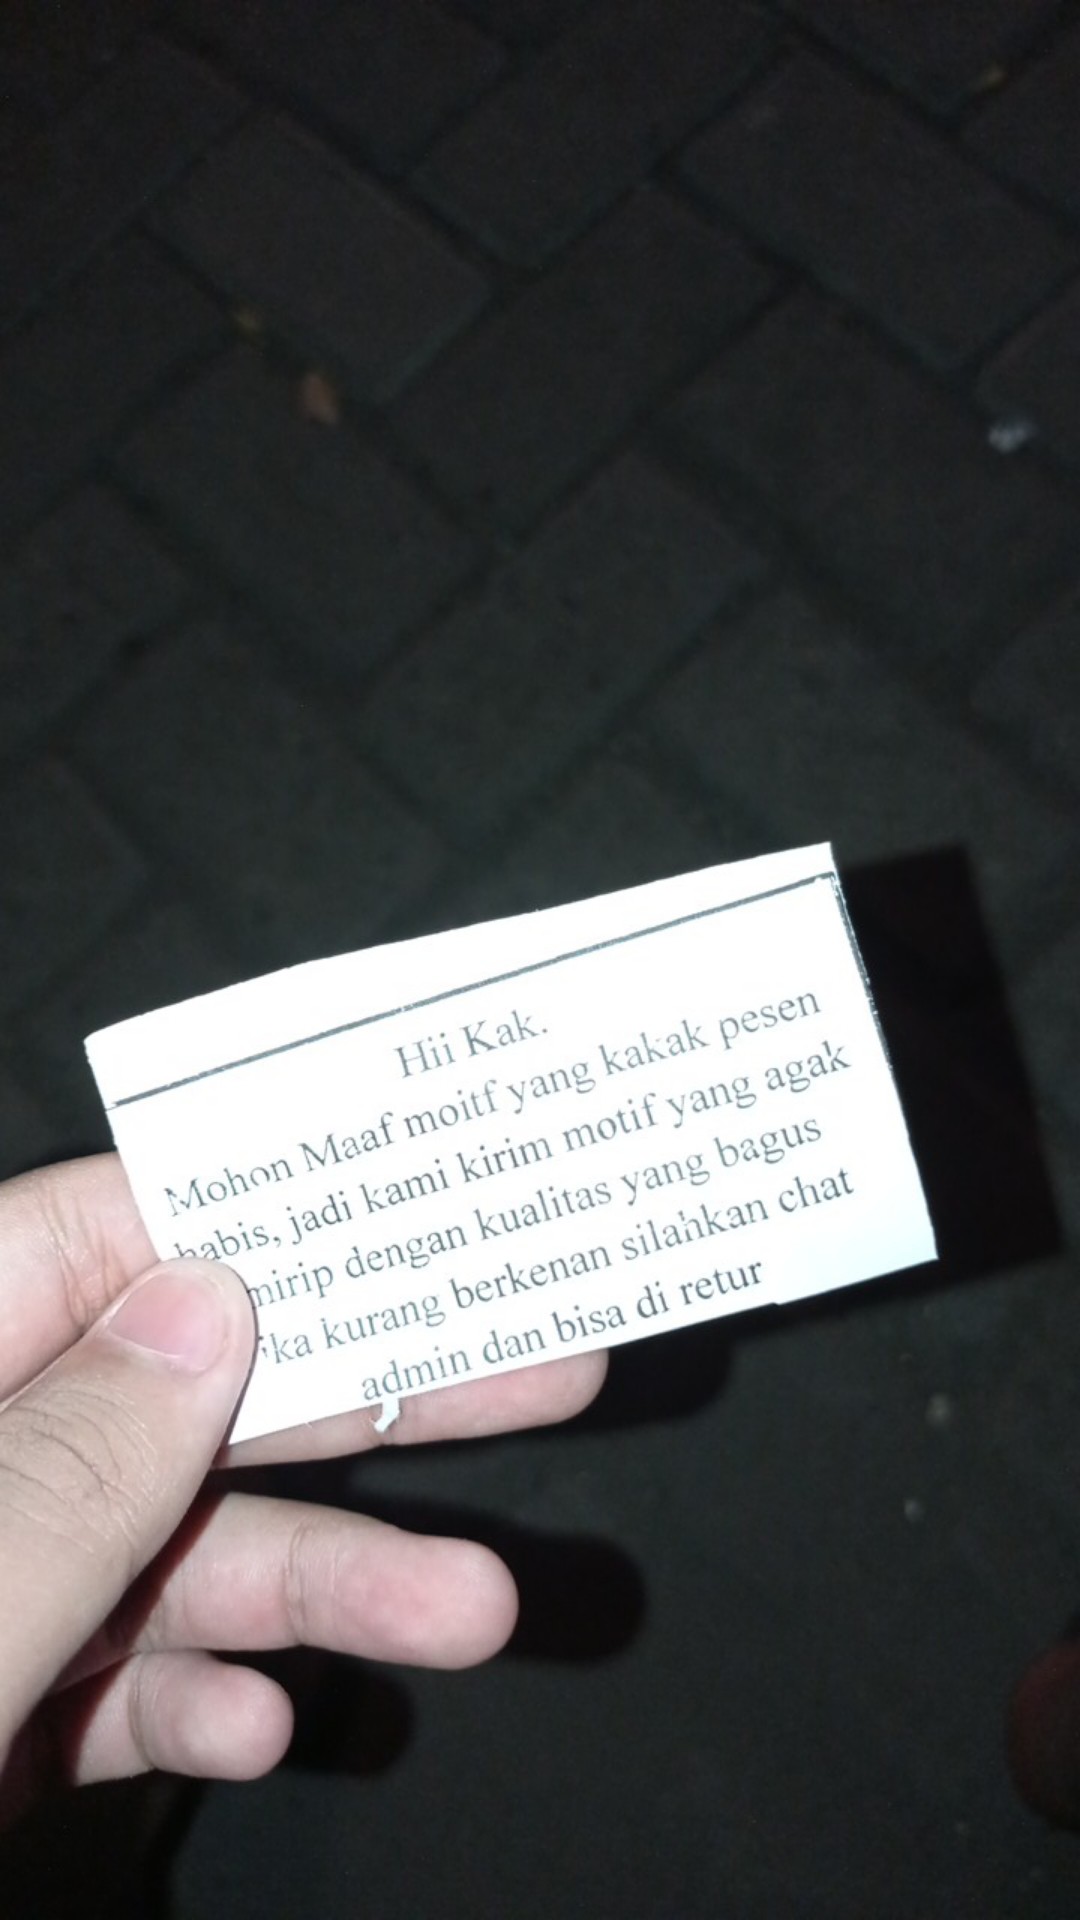 Hii Kak.
Mohon Maaf moitf yang kakak pesen
habis, jadi kami kirim motif yang agak
mirip dengan kualitas yang bagus
ka kurang berkenan silahkan chat
admin dan bisa di retur